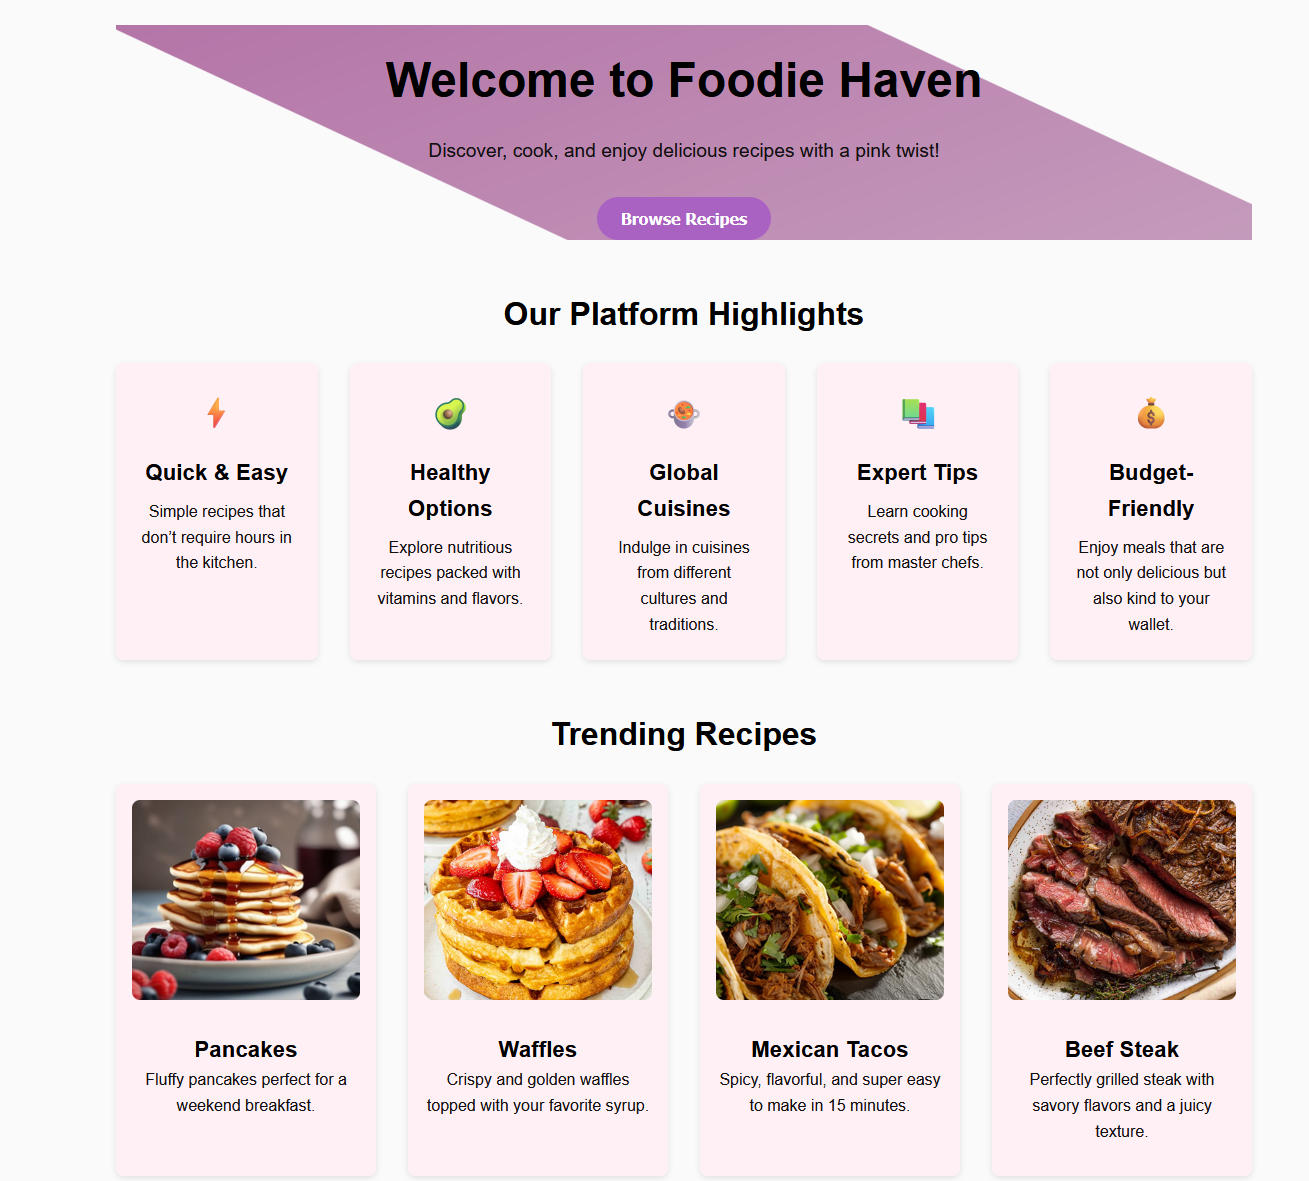 Welcome to Foodie Haven
Discover, cook, and enjoy delicious recipes with a pink twist!
Browse Recipes
Our Platform Highlights
Quick & Easy
Simple recipes that
don’t require hours in
the kitchen.
Healthy
Options
Explore nutritious
recipes packed with
vitamins and flavors.
Global
Cuisines
Indulge in cuisines
from different
cultures and
traditions.
Expert Tips
Learn cooking
secrets and pro tips
from master chefs.
Budget-
Friendly
Enjoy meals that are
not only delicious but
also kind to your
wallet.
Trending Recipes
Pancakes
Fluffy pancakes perfect for a
weekend breakfast.
Waffles
Crispy and golden waffles
topped with your favorite syrup.
Mexican Tacos
Spicy, flavorful, and super easy
to make in 15 minutes.
Beef Steak
Perfectly grilled steak with
savory flavors and a juicy
texture.